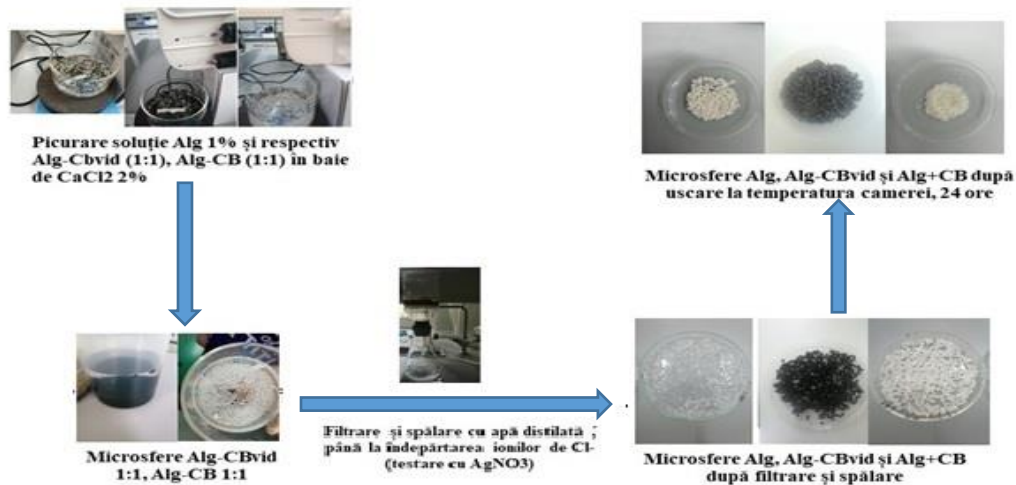 Picurare soluție Alg 1% și respectiv
Alg-Cbvid (1:1), Alg-CB (1:1) în baie
de CaCl2 2%
Microsfere Alg-CBvid
1:1, Alg-CB 1:1
Filtrare și spălare cu apă distilată ;
până la îndepărtarea ionilor de Cl-
(testare cu AgNO3)
Microsfere Alg, Alg-CBvid și Alg+CB
după filtrare și spălare
Microsfere Alg, Alg-CBvid și Alg+CB după
uscare la temperatura camerei, 24 ore